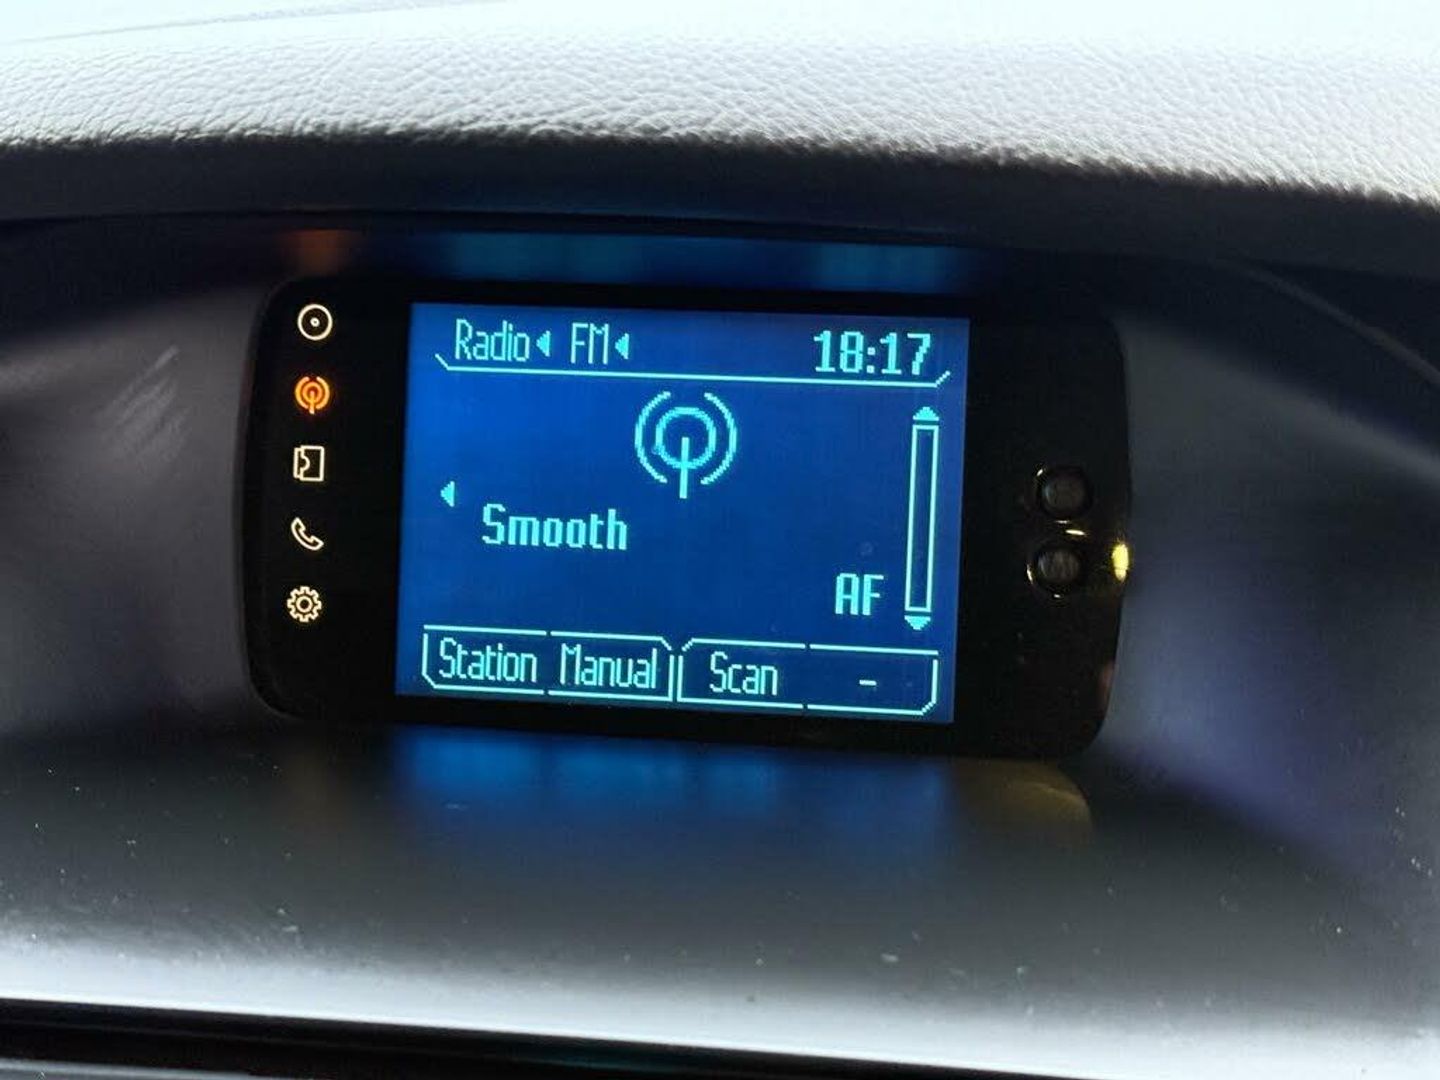 Radio FM 18:17
Smooth
AF
Station Manual Scan -